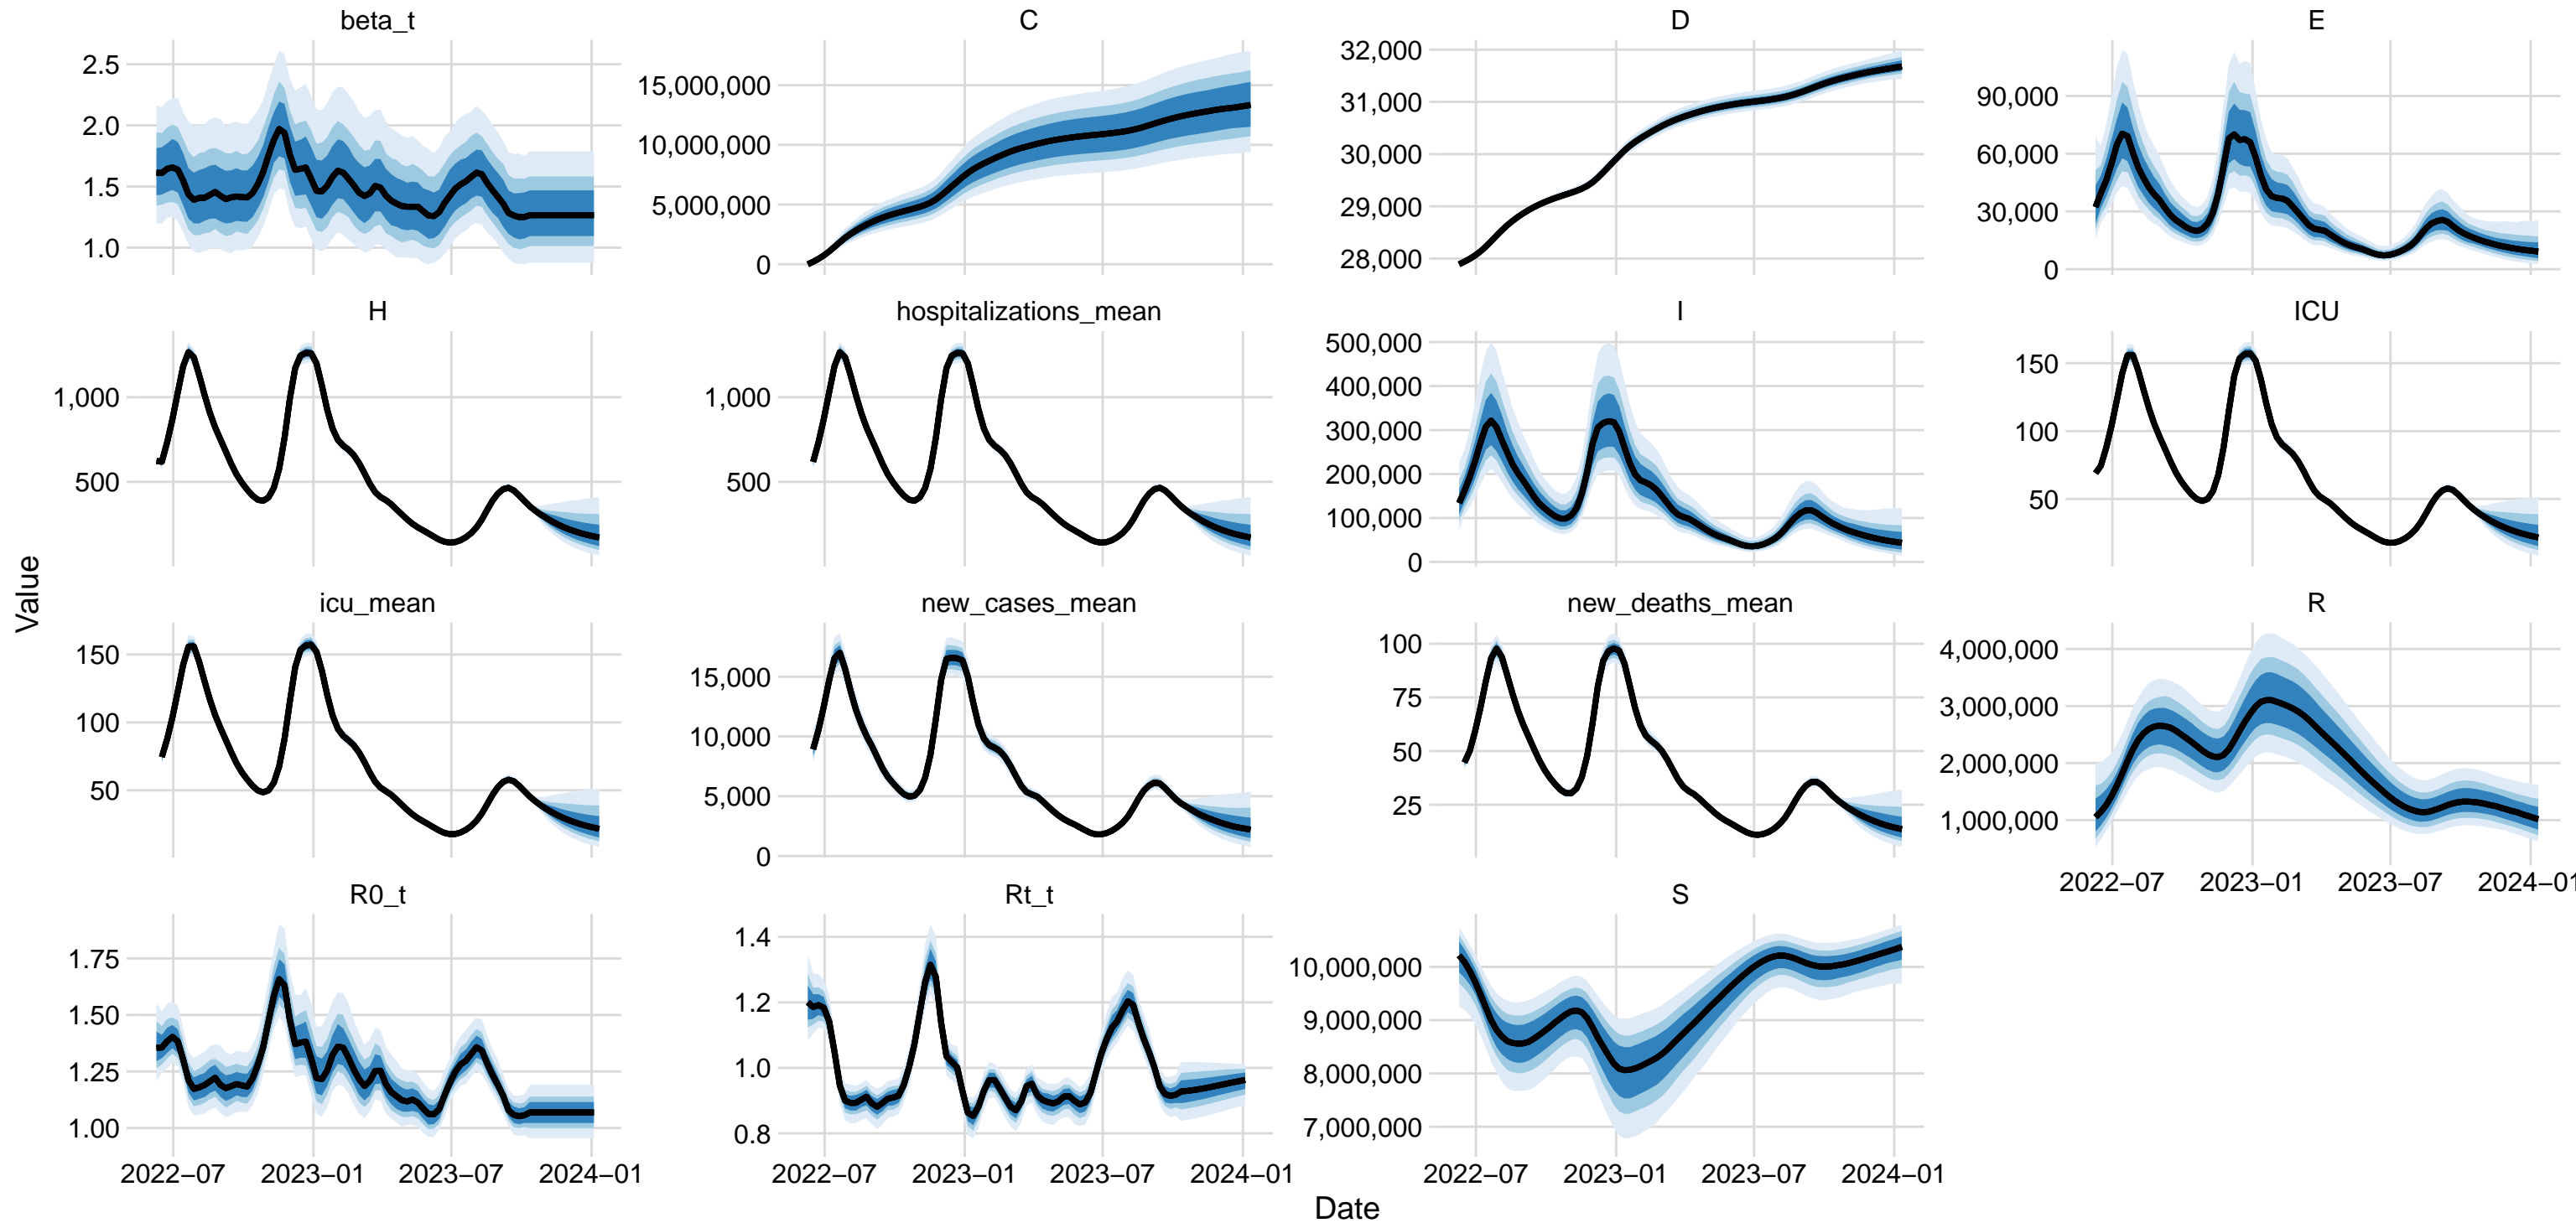 beta_t
C
D
E
2.5
2.0
1.5
1.0
15,000,000
10,000,000
5,000,000
0
32,000
31,000
30,000
29,000
28,000
90,000
60,000
30,000
0
H
hospitalizations_mean
I
ICU
1,000
500
1,000
500
500,000
400,000
300,000
200,000
100,000
0
150
100
50
Value
icu_mean
new_cases_mean
new_deaths_mean
R
150
100
50
15,000
10,000
5,000
0
100
75
50
25
4,000,000
3,000,000
2,000,000
1,000,000
2022−07 2023−01 2023−07 2024−01
R0_t
Rt_t
S
1.75
1.50
1.25
1.00
1.4
1.2
1.0
0.8
10,000,000
9,000,000
8,000,000
7,000,000
2022−07 2023−01 2023−07 2024−01
2022−07 2023−01 2023−07 2024−01
2022−07 2023−01 2023−07 2024−01
Date